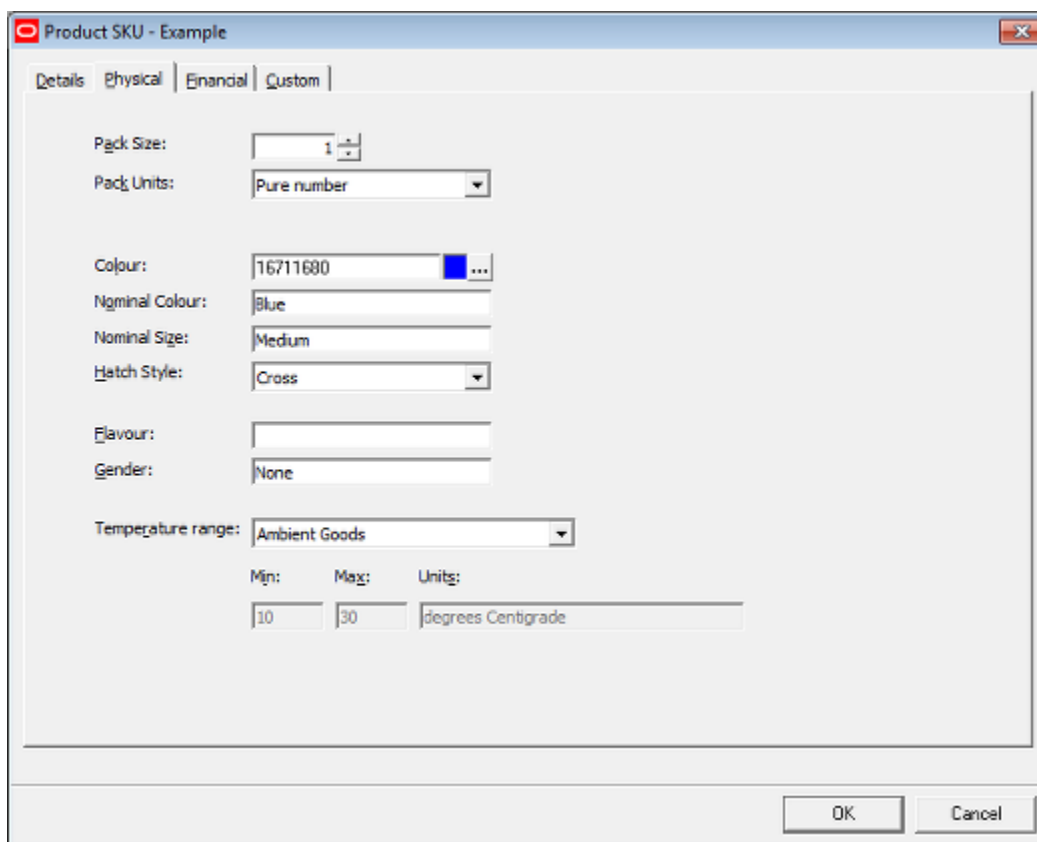 Product SKU - Example
Details Physical Financial Custom
Pack Size: 1
Pack Units: Pure number
Colour: 16711680 ...
Nominal Colour: Blue
Nominal Size: Medium
Hatch Style: Cross
Flavour:
Gender: None
Temperature range: Ambient Goods
Min: Max: Units:
10 30 degrees Centigrade
OK Cancel